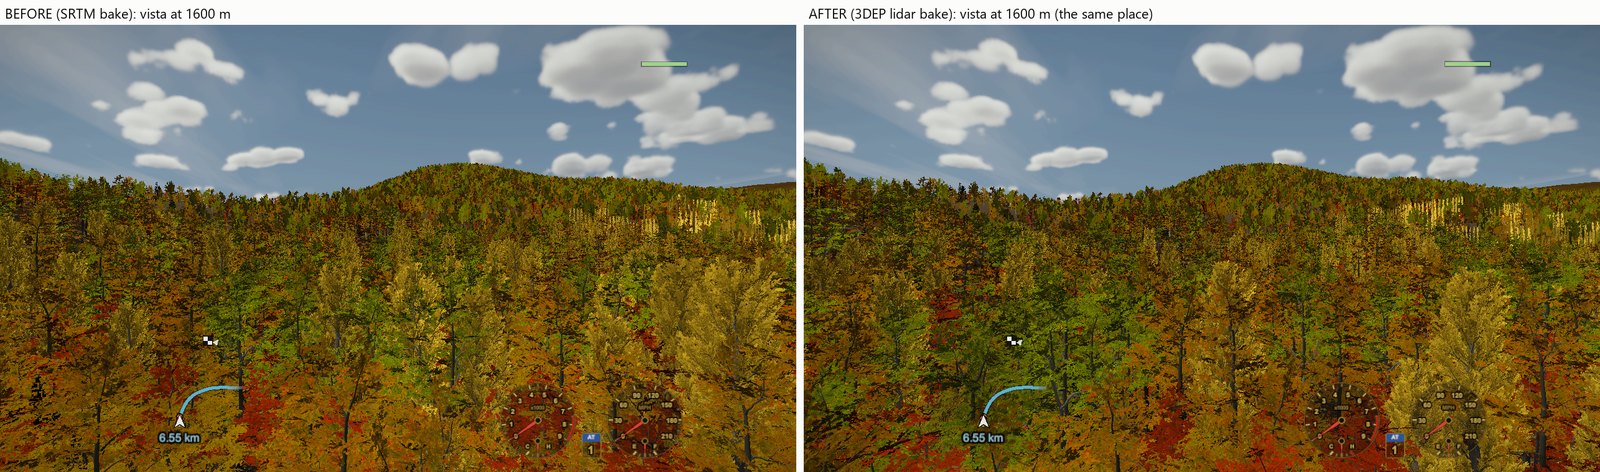 BEFORE (SRTM bake): vista at 1600 m
AFTER (3DEP lidar bake): vista at 1600 m (the same place)
6.55 km
AT
1
6.55 km
AT
1